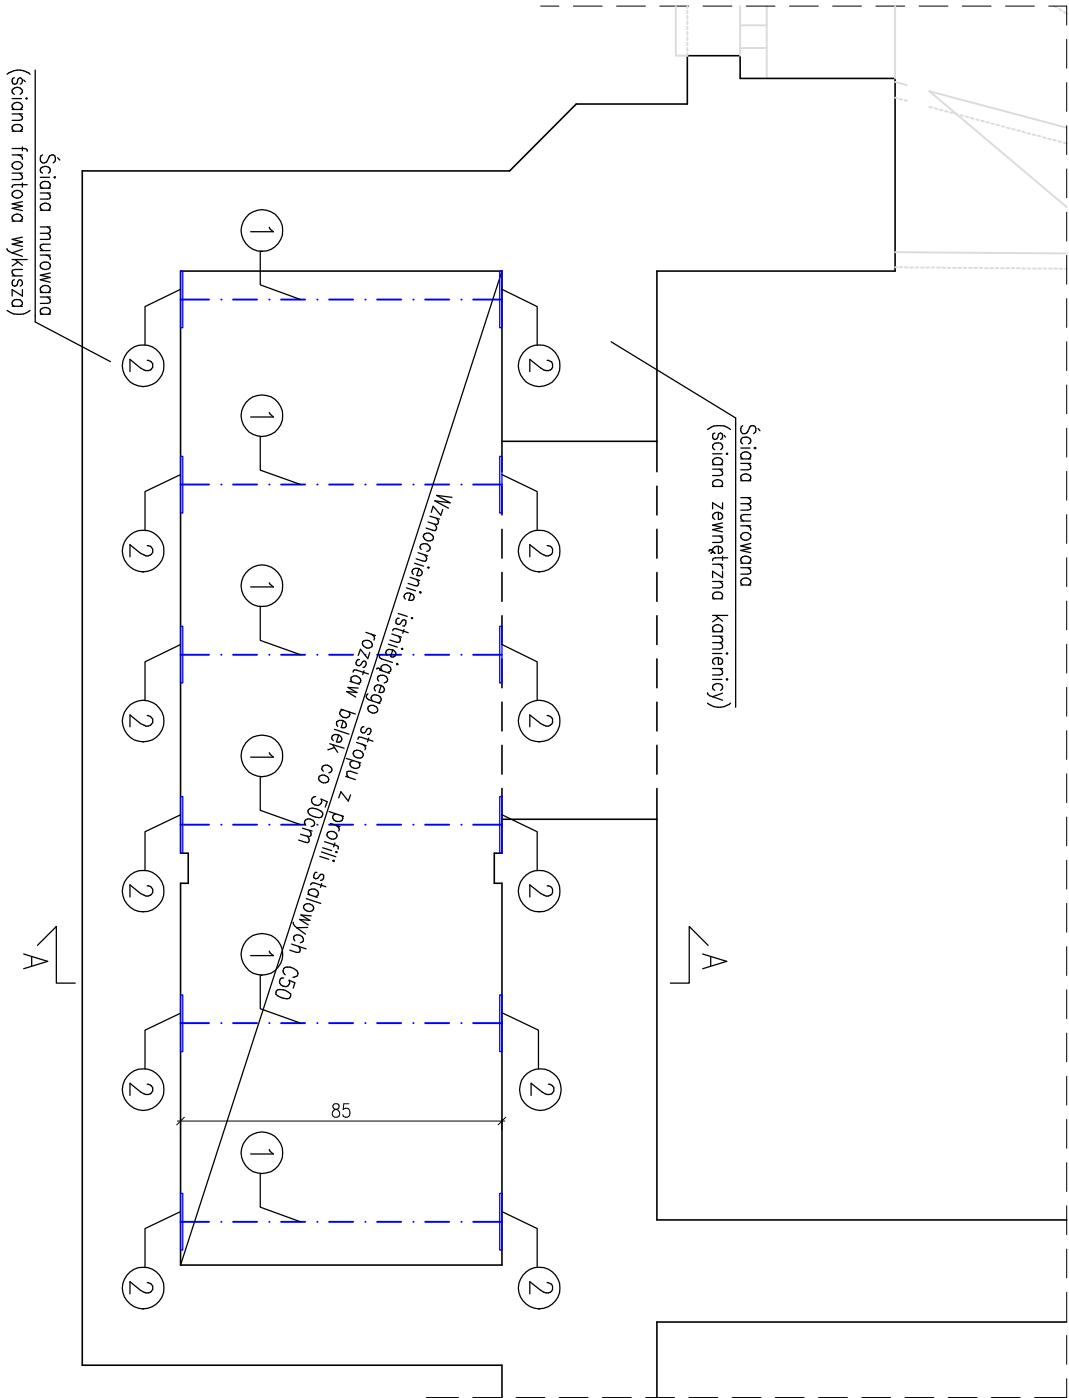 Ściana murowana
(ściana zewnętrzna kamienicy)
Ściana murowana
(ściana frontowa wykusza)
Wzmocnienie istniejącego stropu z profili stalowych C50
rozstaw belek co 50cm
85
A
A
1
1
1
1
1
1
2
2
2
2
2
2
2
2
2
2
2
2